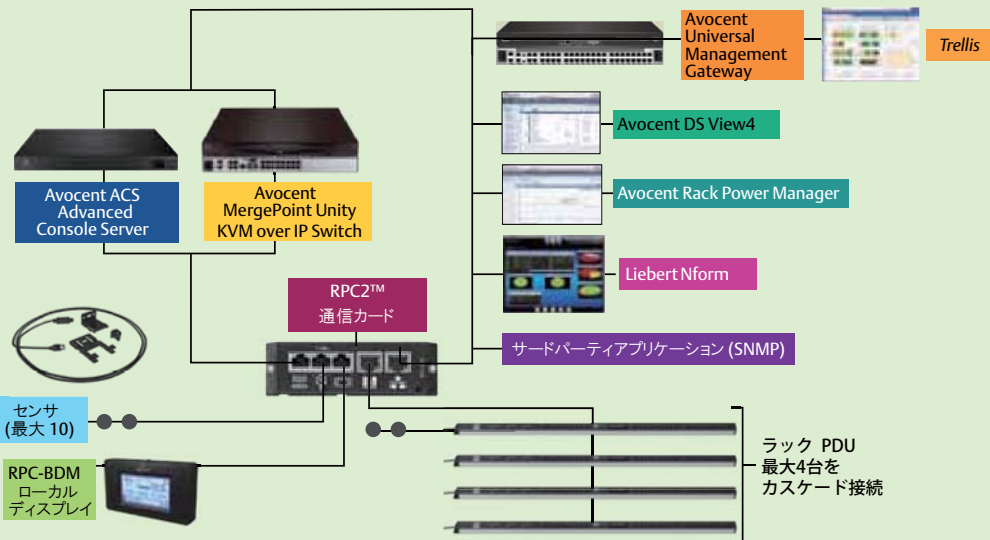 Avocent
Universal
Management
Gateway
Trellis
Avocent DS View4
Avocent ACS
Advanced
Console Server
Avocent
MergePoint Unity
KVM over IP Switch
Avocent Rack Power Manager
Liebert Nform
RPC2™
通信カード
サードパーティアプリケーション (SNMP)
センサ
(最大 10)
RPC-BDM
ローカル
ディスプレイ
ラック PDU
最大4台を
カスケード接続